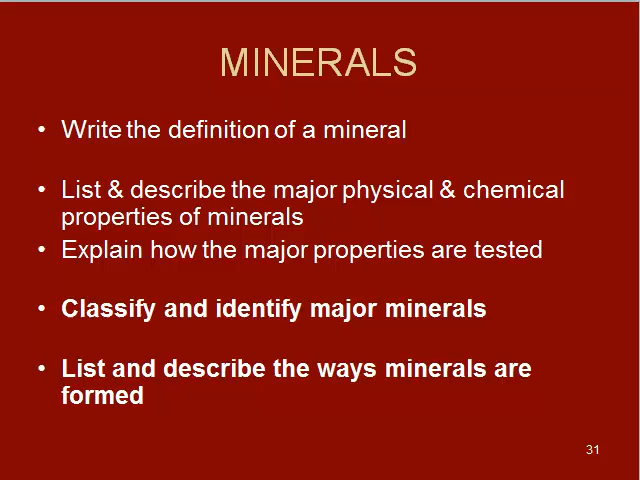 MINERALS
• Write the definition of a mineral
• List & describe the major physical & chemical
properties of minerals
• Explain how the major properties are tested
• Classify and identify major minerals
• List and describe the ways minerals are
formed
31